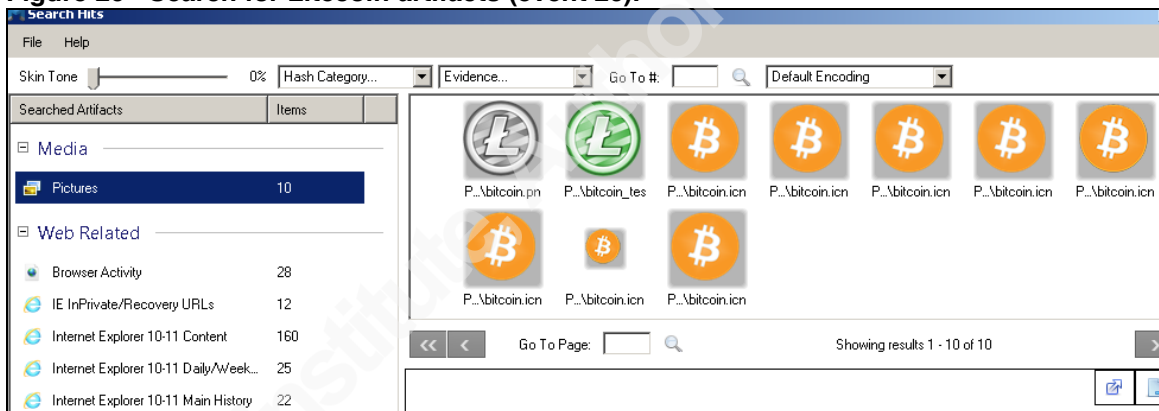 Search Hits
File Help
Skin Tone 0% Hash Category... Evidence... Go To #: Default Encoding
Searched Artifacts Items
Media
Pictures 10
Web Related
Browser Activity 28
IE InPrivate/Recovery URLs 12
Internet Explorer 10-11 Content 160
Internet Explorer 10-11 Daily/Week... 25
Internet Explorer 10-11 Main History 22
P...\bitcoin.pn P...\bitcoin_tes P...\bitcoin.icn P...\bitcoin.icn P...\bitcoin.icn P...\bitcoin.icn P...\bitcoin.icn
P...\bitcoin.icn P...\bitcoin.icn P...\bitcoin.icn
<< < Go To Page: Showing results 1 - 10 of 10 >